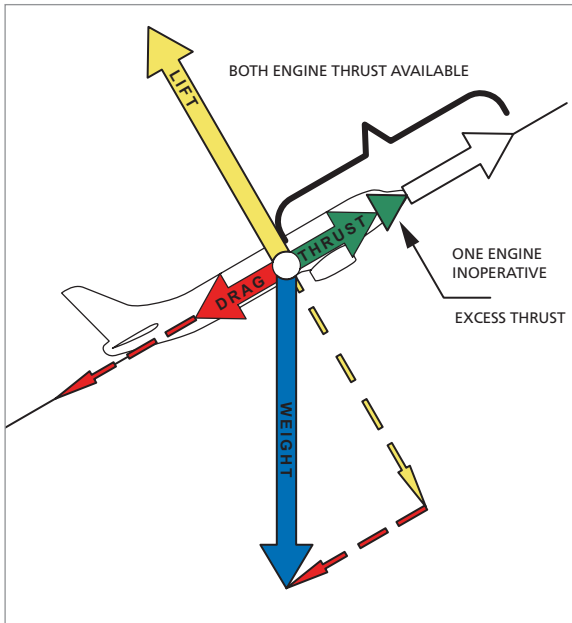 BOTH ENGINE THRUST AVAILABLE
LIFT
THRUST
DRAG
ONE ENGINE
INOPERATIVE
EXCESS THRUST
WEIGHT